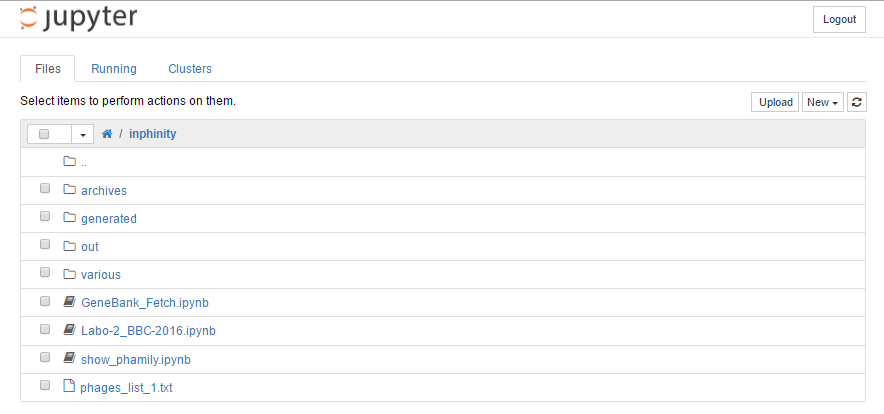 jupyter Logout
Files Running Clusters
Select items to perform actions on them. Upload New
/ inphinity
..
archives
generated
out
various
GeneBank_Fetch.ipynb
Labo-2_BBC-2016.ipynb
show_phamily.ipynb
phages_list_1.txt